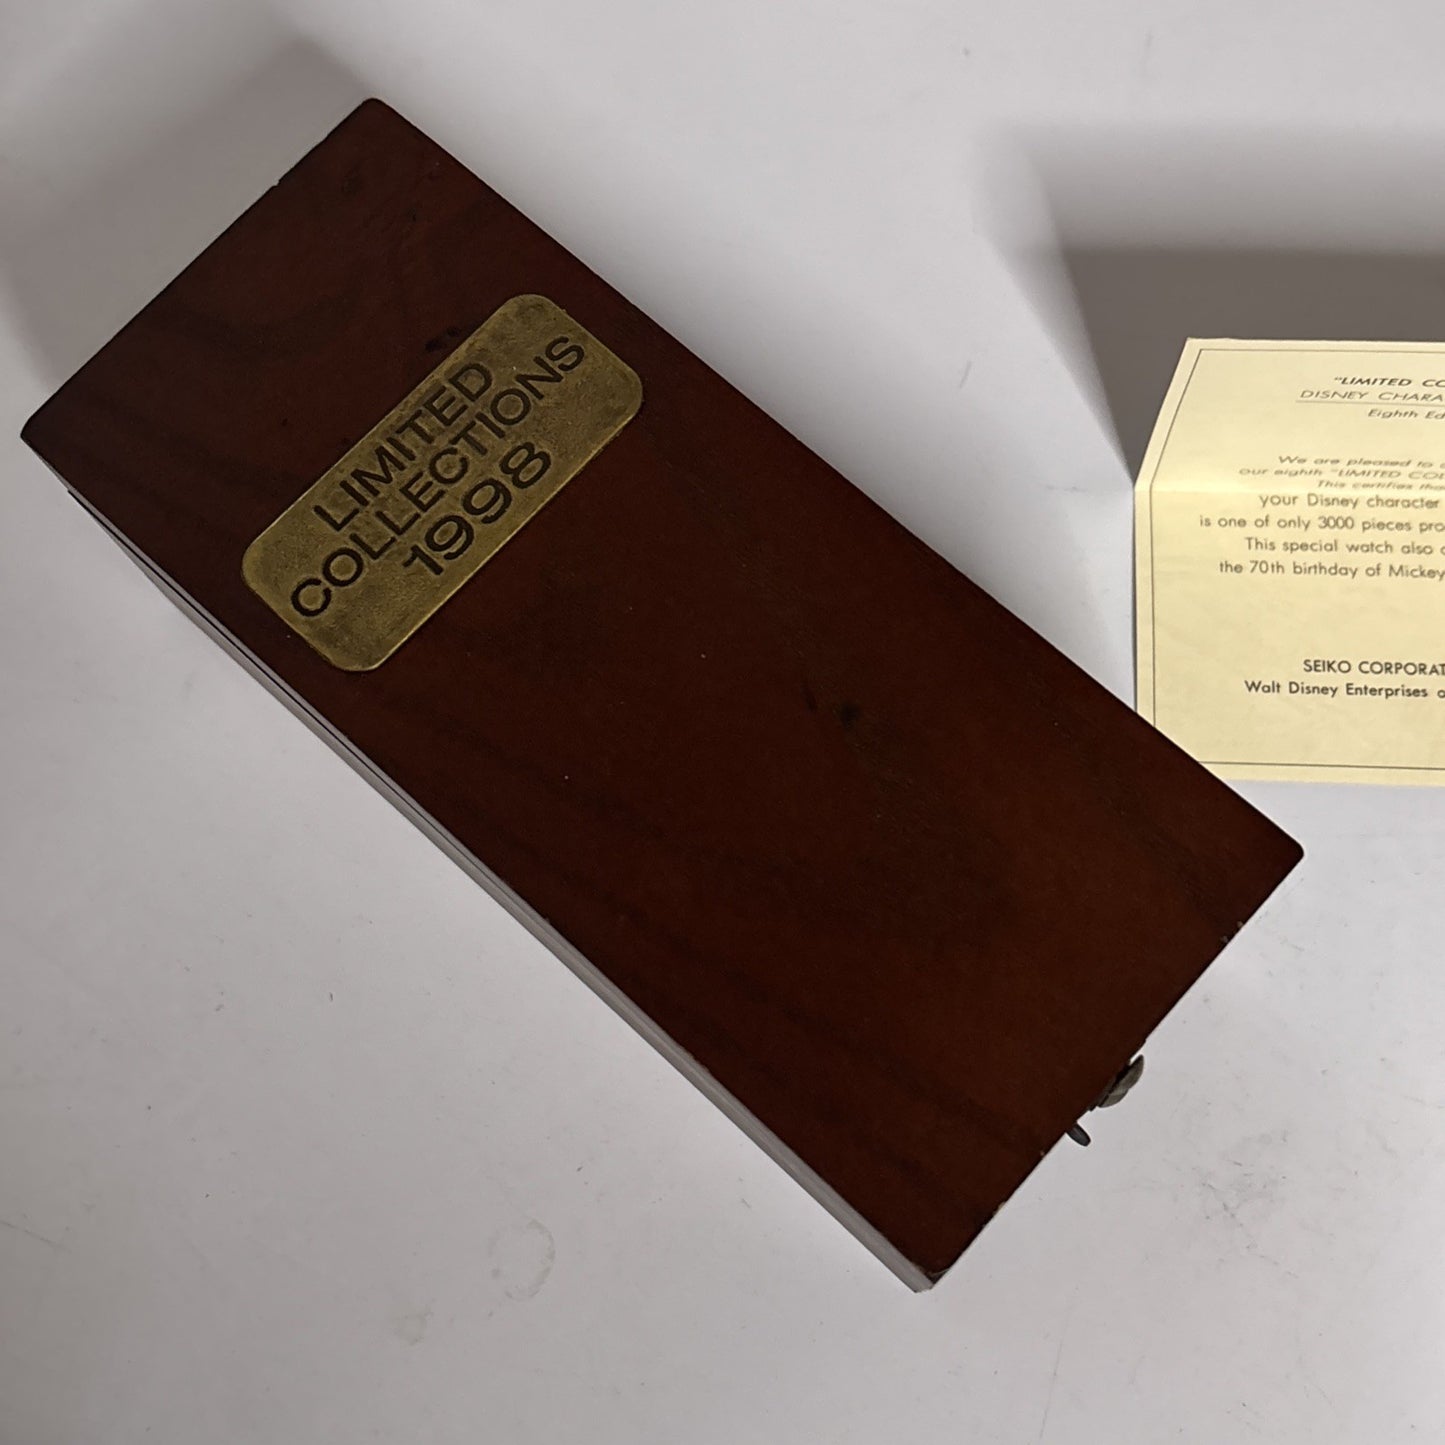 LIMITED
COLLECTIONS
1998
"LIMITED CO
DISNEY CHARA
Eighth Ed
We are pleased to
our eighth "LIMITED COL
This certifies tha
your Disney character
is one of only 3000 pieces pro
This special watch also
the 70th birthday of Mickey
SEIKO CORPORAT
Walt Disney Enterprises